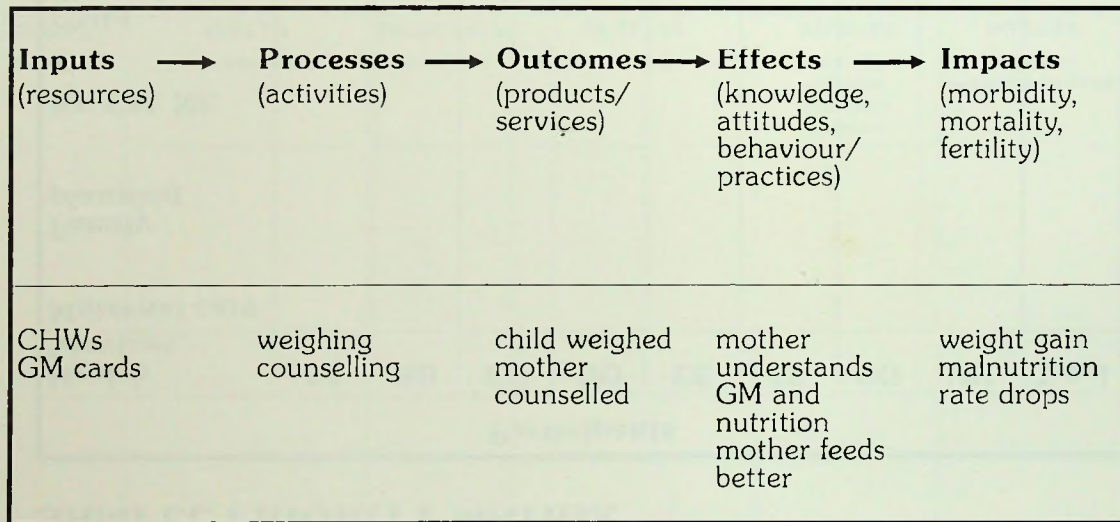 Inputs → Processes → Outcomes → Effects → Impacts
(resources) (activities) (products/ (knowledge, (morbidity,
services) attitudes, mortality,
behaviour/ fertility)
practices)
CHWs weighing child weighed mother weight gain
GM cards counselling mother understands malnutrition
counselled GM and rate drops
nutrition
mother feeds
better